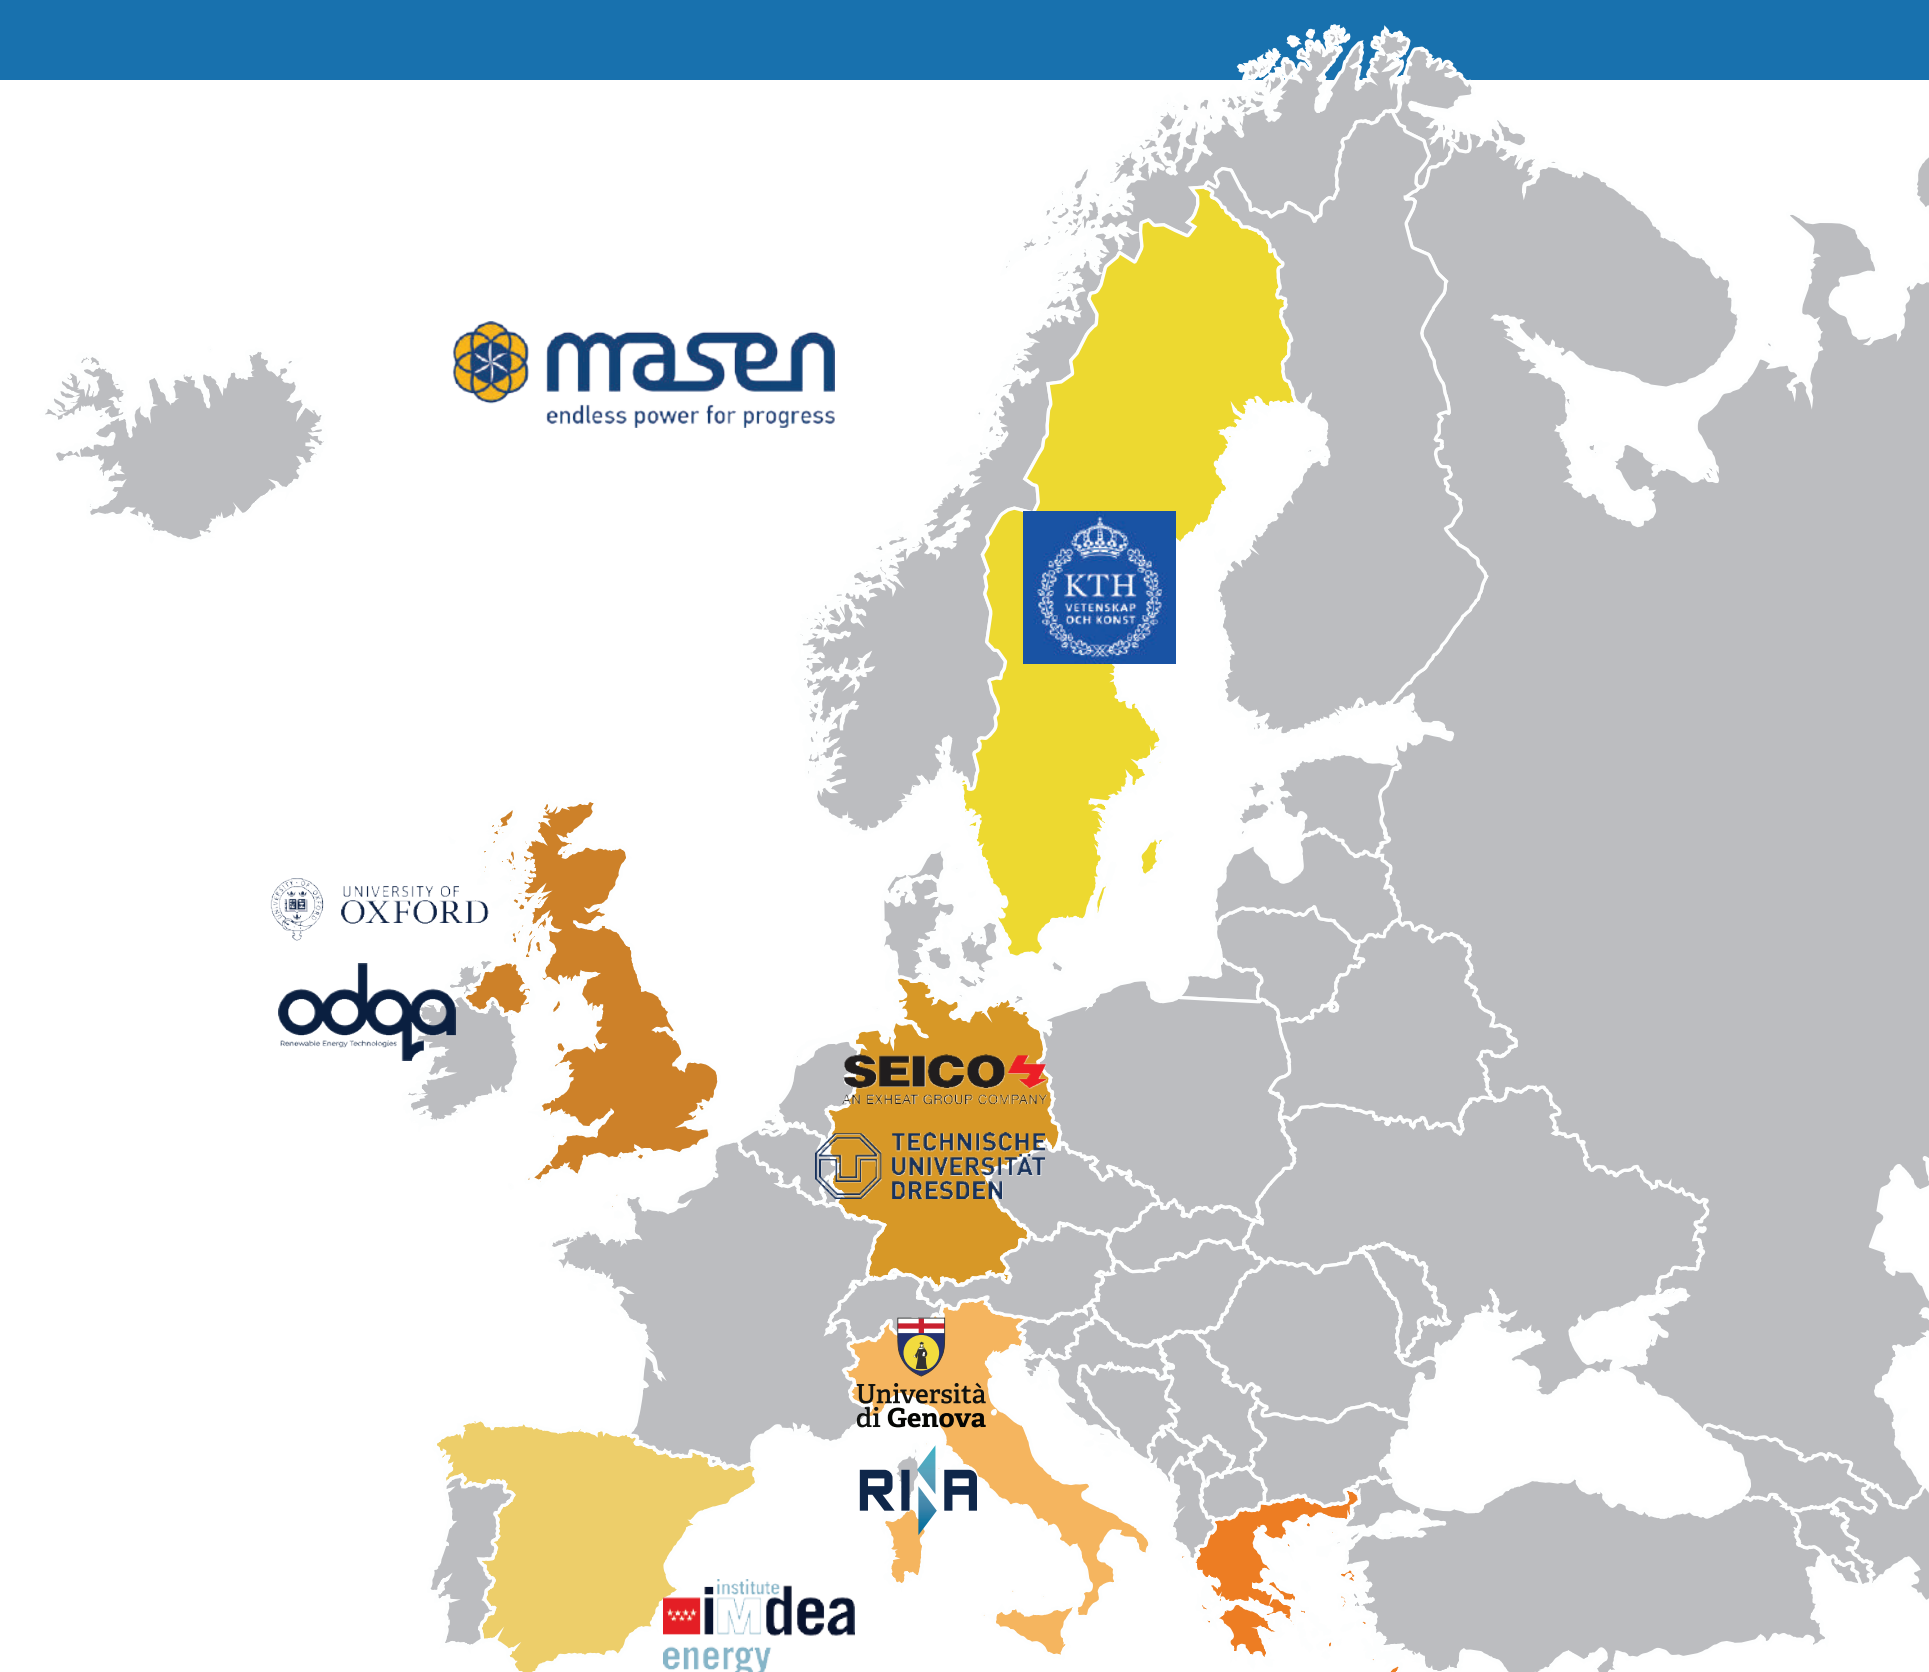 masen
endless power for progress
KTH
VETENSKAP
OCH KONST
UNIVERSITY OF
OXFORD
odqa
Renewable Energy Technologies
SEICO
AN EXHEAT GROUP COMPANY
TECHNISCHE
UNIVERSITÄT
DRESDEN
Università
di Genova
RINA
institute
iMdea
energy